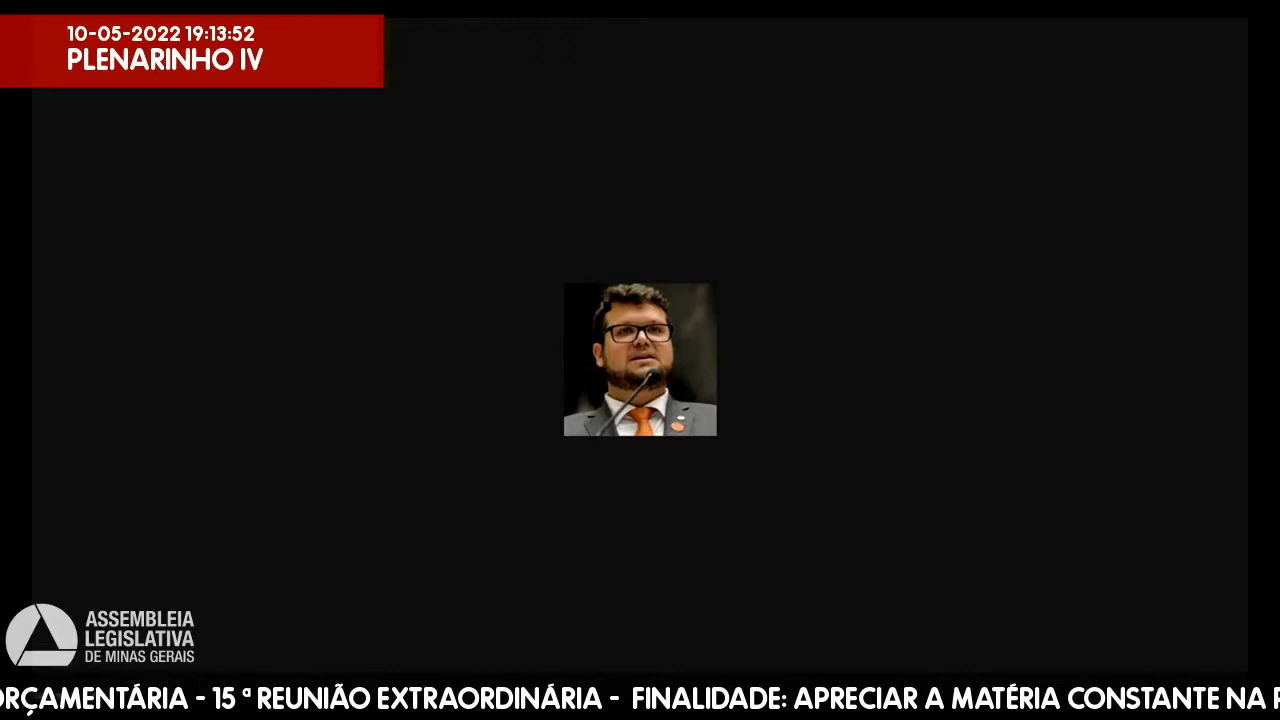 10-05-2022 19:13:52
PLENARINHO IV
ASSEMBLEIA
LEGISLATIVA
DE MINAS GERAIS
ORÇAMENTÁRIA - 15 ª REUNIÃO EXTRAORDINÁRIA - FINALIDADE: APRECIAR A MATÉRIA CONSTANTE NA